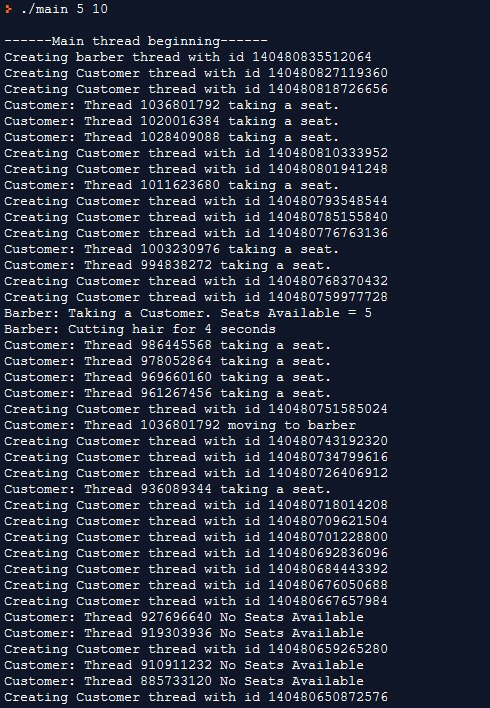 ./main 5 10
------Main thread beginning------
Creating barber thread with id 140480835512064
Creating Customer thread with id 140480827119360
Creating Customer thread with id 140480818726656
Customer: Thread 1036801792 taking a seat.
Customer: Thread 1020016384 taking a seat.
Customer: Thread 1028409088 taking a seat.
Creating Customer thread with id 140480810333952
Creating Customer thread with id 140480801941248
Customer: Thread 1011623680 taking a seat.
Creating Customer thread with id 140480793548544
Creating Customer thread with id 140480785155840
Creating Customer thread with id 140480776763136
Customer: Thread 1003230976 taking a seat.
Customer: Thread 994838272 taking a seat.
Creating Customer thread with id 140480768370432
Creating Customer thread with id 140480759977728
Barber: Taking a Customer. Seats Available = 5
Barber: Cutting hair for 4 seconds
Customer: Thread 986445568 taking a seat.
Customer: Thread 978052864 taking a seat.
Customer: Thread 969660160 taking a seat.
Customer: Thread 961267456 taking a seat.
Creating Customer thread with id 140480751585024
Customer: Thread 1036801792 moving to barber
Creating Customer thread with id 140480743192320
Creating Customer thread with id 140480734799616
Creating Customer thread with id 140480726406912
Customer: Thread 936089344 taking a seat.
Creating Customer thread with id 140480718014208
Creating Customer thread with id 140480709621504
Creating Customer thread with id 140480701228800
Creating Customer thread with id 140480692836096
Creating Customer thread with id 140480684443392
Creating Customer thread with id 140480676050688
Creating Customer thread with id 140480667657984
Customer: Thread 927696640 No Seats Available
Customer: Thread 919303936 No Seats Available
Creating Customer thread with id 140480659265280
Customer: Thread 910911232 No Seats Available
Customer: Thread 885733120 No Seats Available
Creating Customer thread with id 140480650872576